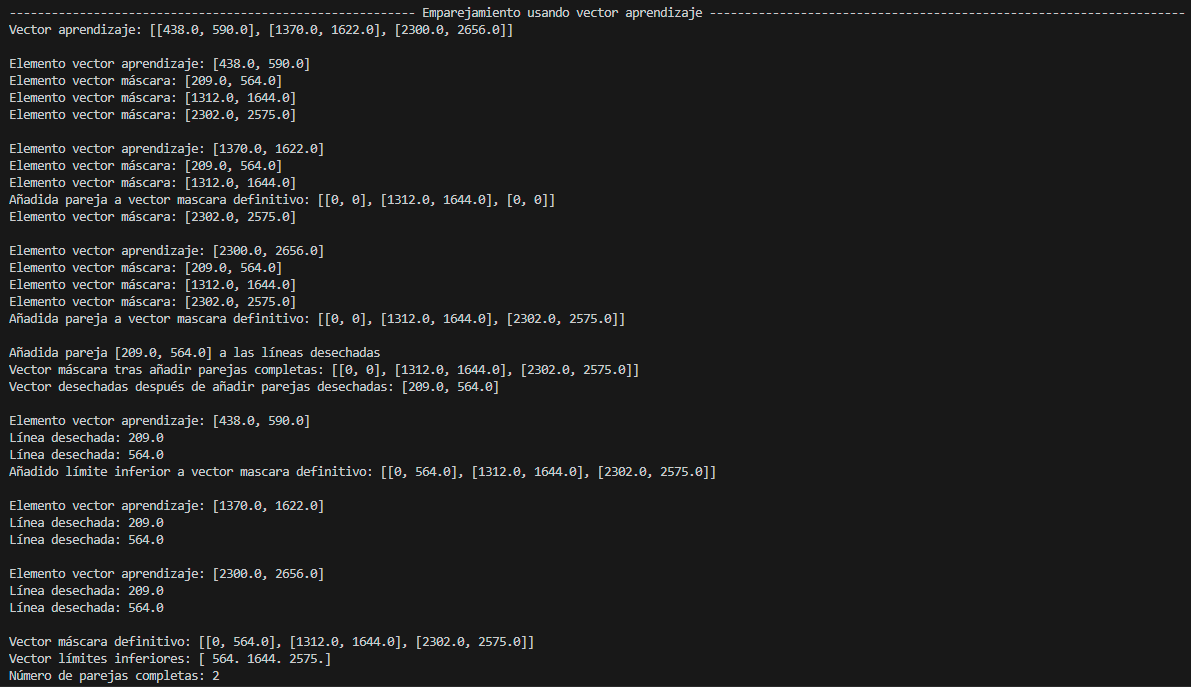 ---------------------------------------------------------- Emparejamiento usando vector aprendizaje --------------------------------------------------------------------
Vector aprendizaje: [[438.0, 590.0], [1370.0, 1622.0], [2300.0, 2656.0]]
Elemento vector aprendizaje: [438.0, 590.0]
Elemento vector máscara: [209.0, 564.0]
Elemento vector máscara: [1312.0, 1644.0]
Elemento vector máscara: [2302.0, 2575.0]
Elemento vector aprendizaje: [1370.0, 1622.0]
Elemento vector máscara: [209.0, 564.0]
Elemento vector máscara: [1312.0, 1644.0]
Añadida pareja a vector mascara definitivo: [[0, 0], [1312.0, 1644.0], [0, 0]]
Elemento vector máscara: [2302.0, 2575.0]
Elemento vector aprendizaje: [2300.0, 2656.0]
Elemento vector máscara: [209.0, 564.0]
Elemento vector máscara: [1312.0, 1644.0]
Elemento vector máscara: [2302.0, 2575.0]
Añadida pareja a vector mascara definitivo: [[0, 0], [1312.0, 1644.0], [2302.0, 2575.0]]
Añadida pareja [209.0, 564.0] a las líneas desechadas
Vector máscara tras añadir parejas completas: [[0, 0], [1312.0, 1644.0], [2302.0, 2575.0]]
Vector desechadas después de añadir parejas desechadas: [209.0, 564.0]
Elemento vector aprendizaje: [438.0, 590.0]
Línea desechada: 209.0
Línea desechada: 564.0
Añadido límite inferior a vector mascara definitivo: [[0, 564.0], [1312.0, 1644.0], [2302.0, 2575.0]]
Elemento vector aprendizaje: [1370.0, 1622.0]
Línea desechada: 209.0
Línea desechada: 564.0
Elemento vector aprendizaje: [2300.0, 2656.0]
Línea desechada: 209.0
Línea desechada: 564.0
Vector máscara definitivo: [[0, 564.0], [1312.0, 1644.0], [2302.0, 2575.0]]
Vector límites inferiores: [ 564. 1644. 2575.]
Número de parejas completas: 2